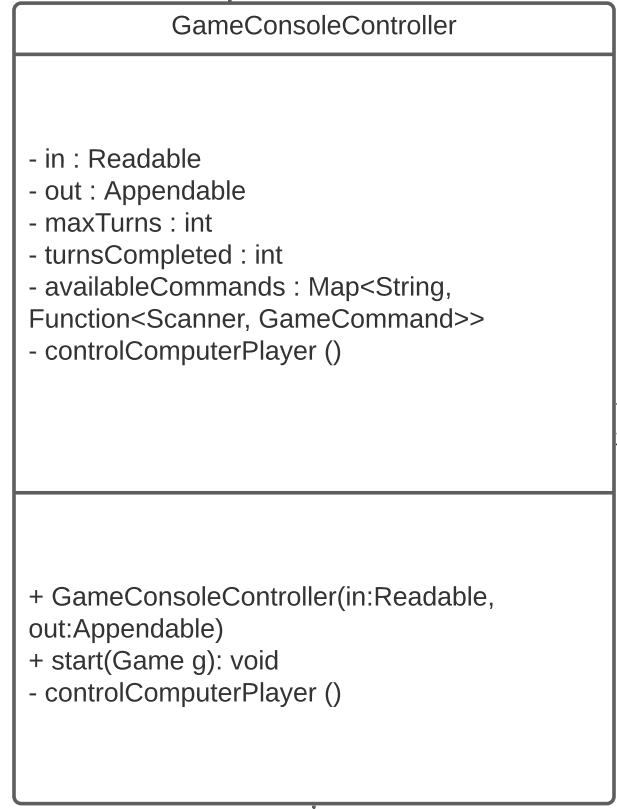 GameConsoleController
- in : Readable
- out : Appendable
- maxTurns : int
- turnsCompleted : int
- availableCommands : Map<String,
Function<Scanner, GameCommand>>
- controlComputerPlayer ()
+ GameConsoleController(in:Readable,
out:Appendable)
+ start(Game g): void
- controlComputerPlayer ()